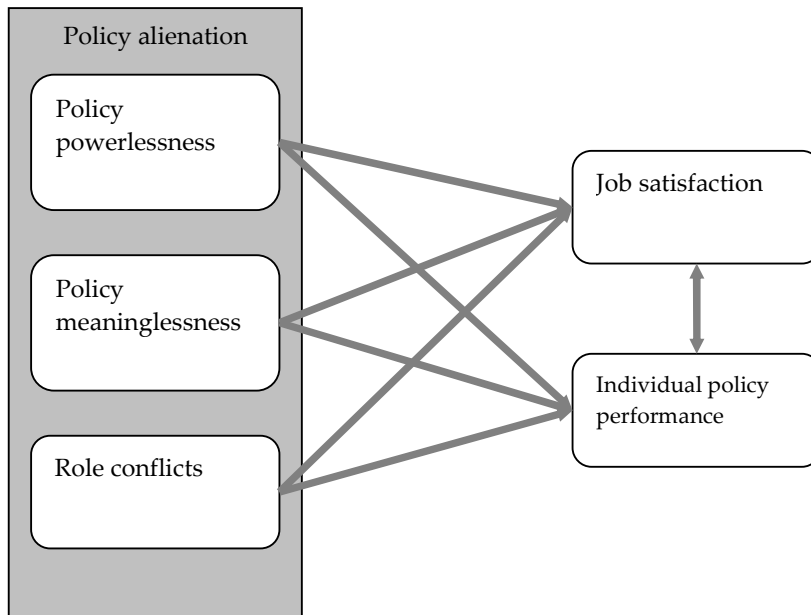 Policy alienation
Policy
powerlessness
Policy
meaninglessness
Role conflicts
Job satisfaction
Individual policy
performance